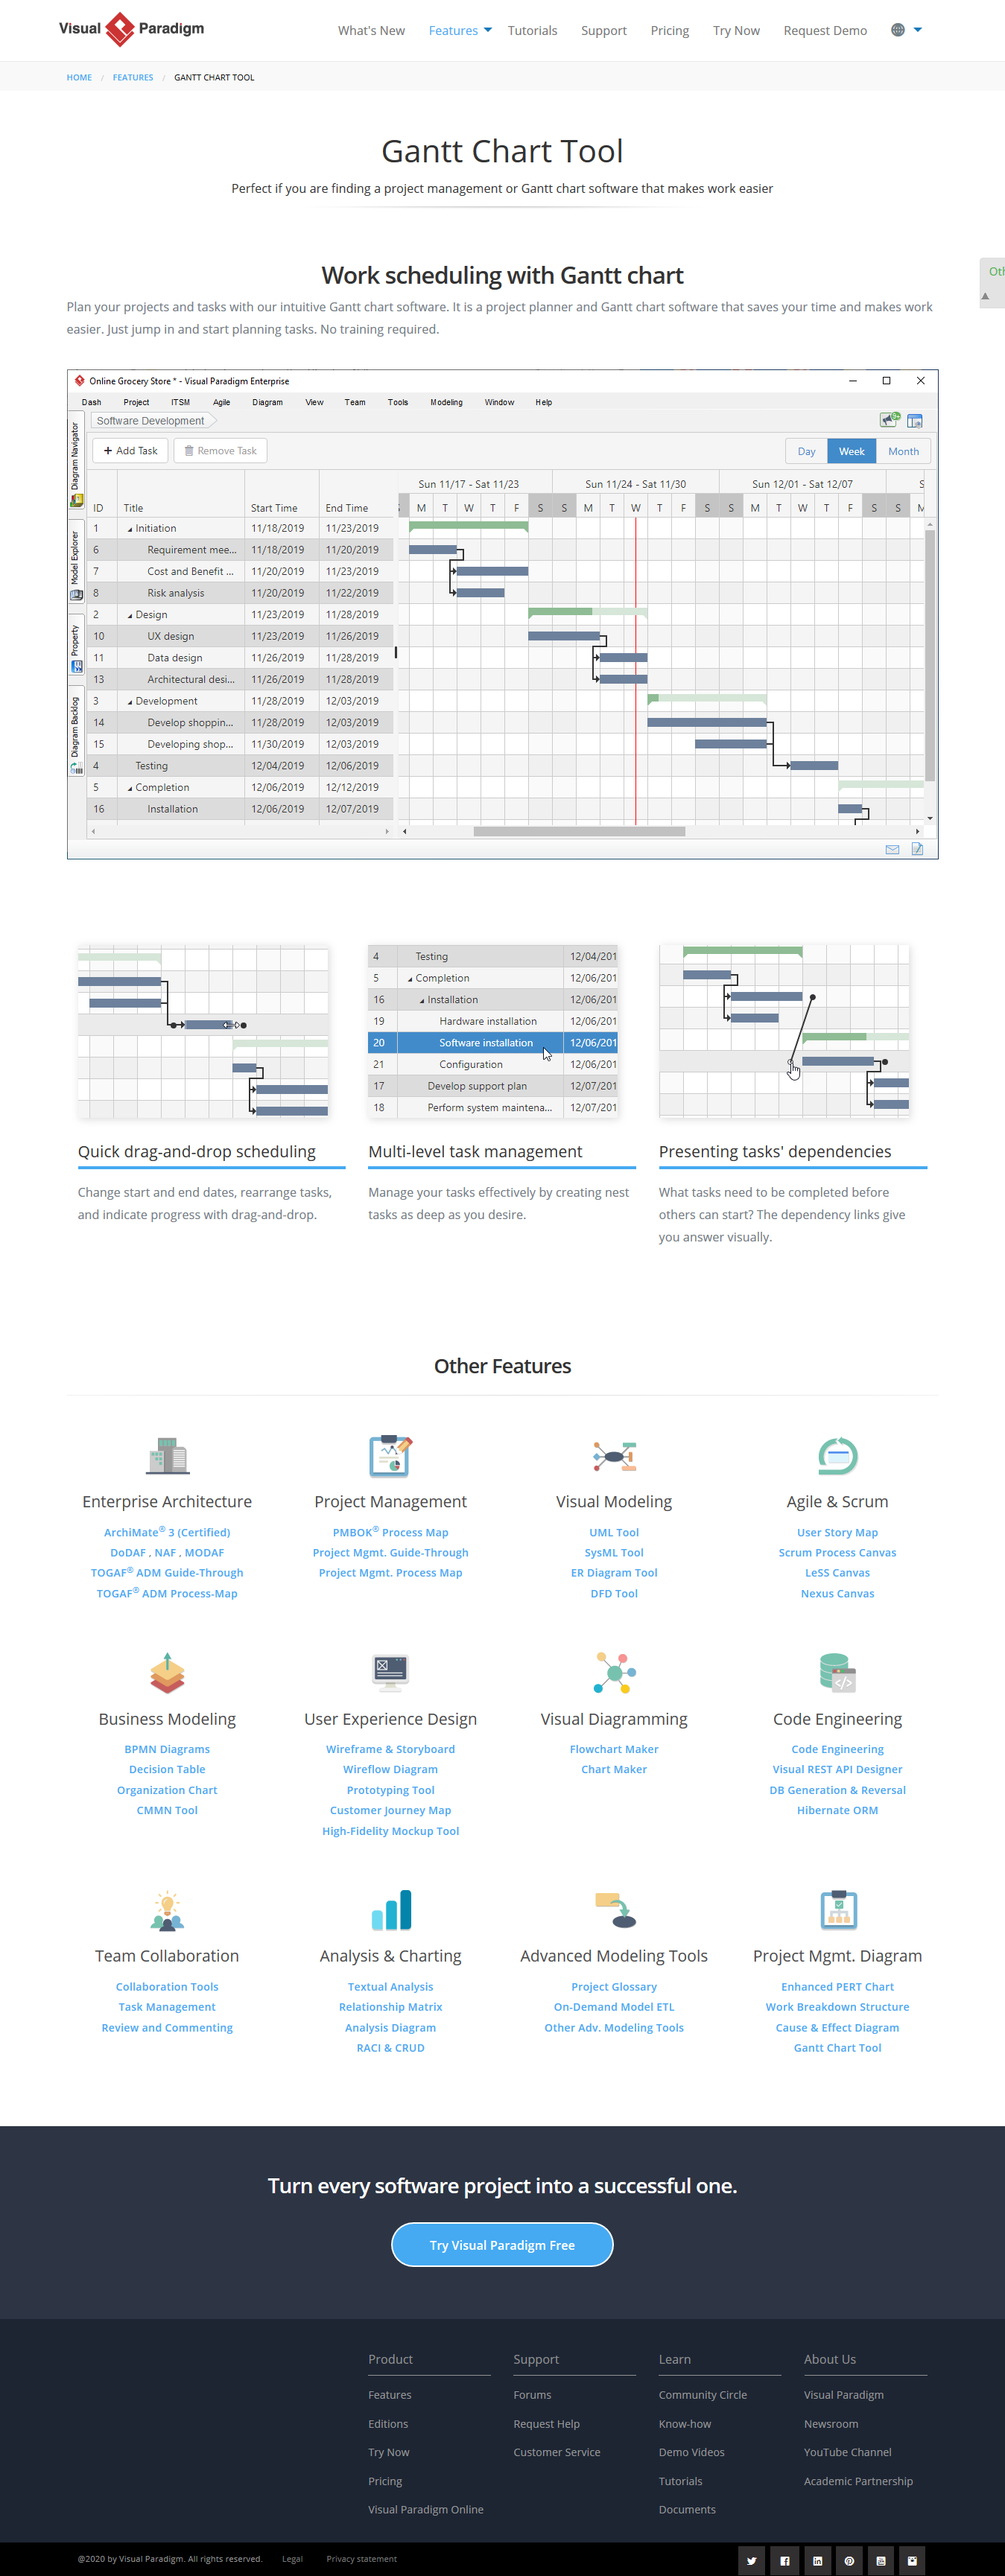 Visual Paradigm
What's New Features Tutorials Support Pricing Try Now Request Demo
HOME / FEATURES / GANTT CHART TOOL
Gantt Chart Tool
Perfect if you are finding a project management or Gantt chart software that makes work easier
Work scheduling with Gantt chart
Plan your projects and tasks with our intuitive Gantt chart software. It is a project planner and Gantt chart software that saves your time and makes work
easier. Just jump in and start planning tasks. No training required.
Online Grocery Store * - Visual Paradigm Enterprise
Dash Project ITSM Agile Diagram View Team Tools Modeling Window Help
Software Development
Diagram Navigator
Model Explorer
Property
Diagram Backlog
+ Add Task Remove Task Day Week Month
Sun 11/17 - Sat 11/23 Sun 11/24 - Sat 11/30 Sun 12/01 - Sat 12/07 S
ID Title Start Time End Time M T W T F S S M T W T F S S M T W T F S S M
1 Initiation 11/18/2019 11/23/2019
6 Requirement mee... 11/18/2019 11/20/2019
7 Cost and Benefit ... 11/20/2019 11/23/2019
8 Risk analysis 11/20/2019 11/22/2019
2 Design 11/23/2019 11/28/2019
10 UX design 11/23/2019 11/26/2019
11 Data design 11/26/2019 11/28/2019
13 Architectural desi... 11/26/2019 11/28/2019
3 Development 11/28/2019 12/03/2019
14 Develop shoppin... 11/28/2019 12/03/2019
15 Developing shop... 11/30/2019 12/03/2019
4 Testing 12/04/2019 12/06/2019
5 Completion 12/06/2019 12/12/2019
16 Installation 12/06/2019 12/07/2019
4 Testing 12/04/201
5 Completion 12/06/201
16 Installation 12/06/201
19 Hardware installation 12/06/201
20 Software installation 12/06/201
21 Configuration 12/06/201
17 Develop support plan 12/07/201
18 Perform system maintena... 12/07/201
Quick drag-and-drop scheduling
Change start and end dates, rearrange tasks,
and indicate progress with drag-and-drop.
Multi-level task management
Manage your tasks effectively by creating nest
tasks as deep as you desire.
Presenting tasks' dependencies
What tasks need to be completed before
others can start? The dependency links give
you answer visually.
Other Features
Enterprise Architecture
ArchiMate® 3 (Certified)
DoDAF , NAF , MODAF
TOGAF® ADM Guide-Through
TOGAF® ADM Process-Map
Project Management
PMBOK® Process Map
Project Mgmt. Guide-Through
Project Mgmt. Process Map
Visual Modeling
UML Tool
SysML Tool
ER Diagram Tool
DFD Tool
Agile & Scrum
User Story Map
Scrum Process Canvas
LeSS Canvas
Nexus Canvas
Business Modeling
BPMN Diagrams
Decision Table
Organization Chart
CMMN Tool
User Experience Design
Wireframe & Storyboard
Wireflow Diagram
Prototyping Tool
Customer Journey Map
High-Fidelity Mockup Tool
Visual Diagramming
Flowchart Maker
Chart Maker
Code Engineering
Code Engineering
Visual REST API Designer
DB Generation & Reversal
Hibernate ORM
Team Collaboration
Collaboration Tools
Task Management
Review and Commenting
Analysis & Charting
Textual Analysis
Relationship Matrix
Analysis Diagram
RACI & CRUD
Advanced Modeling Tools
Project Glossary
On-Demand Model ETL
Other Adv. Modeling Tools
Project Mgmt. Diagram
Enhanced PERT Chart
Work Breakdown Structure
Cause & Effect Diagram
Gantt Chart Tool
Turn every software project into a successful one.
Try Visual Paradigm Free
Product
Features
Editions
Try Now
Pricing
Visual Paradigm Online
Support
Forums
Request Help
Customer Service
Learn
Community Circle
Know-how
Demo Videos
Tutorials
Documents
About Us
Visual Paradigm
Newsroom
YouTube Channel
Academic Partnership
@2020 by Visual Paradigm. All rights reserved. Legal Privacy statement